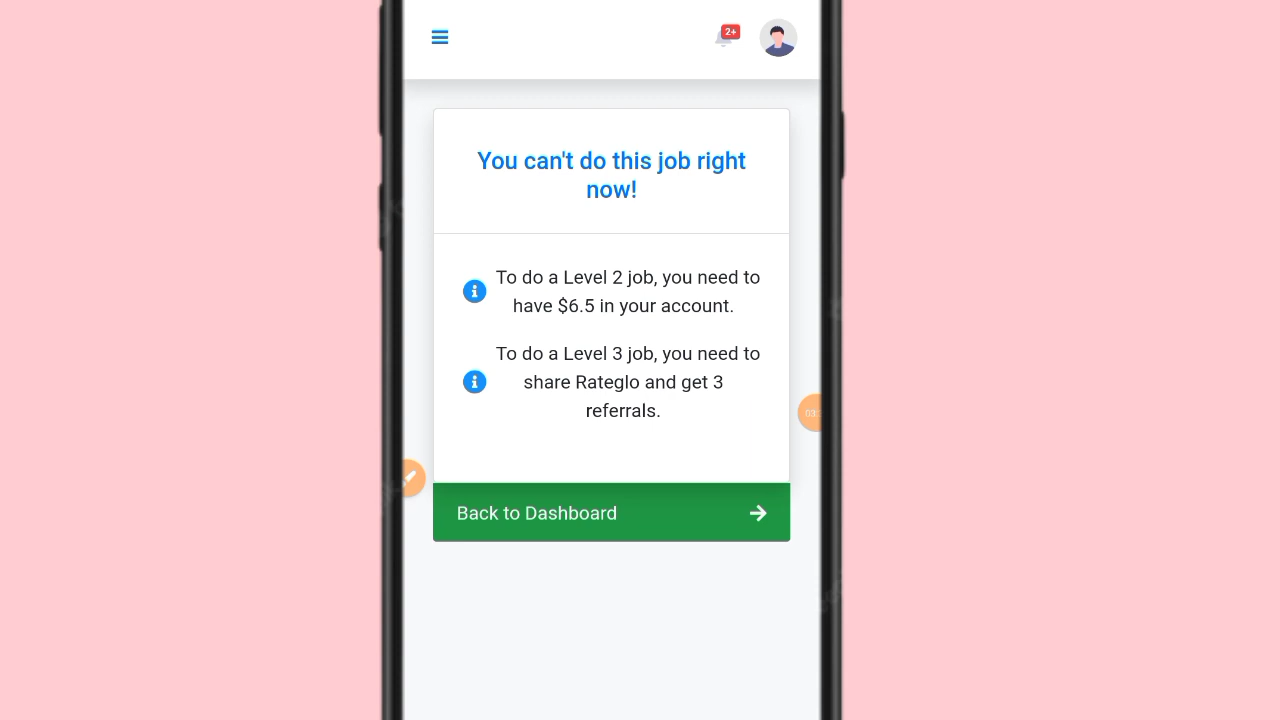 2+
You can't do this job right
now!
To do a Level 2 job, you need to
have $6.5 in your account.
To do a Level 3 job, you need to
share Rateglo and get 3
referrals.
Back to Dashboard